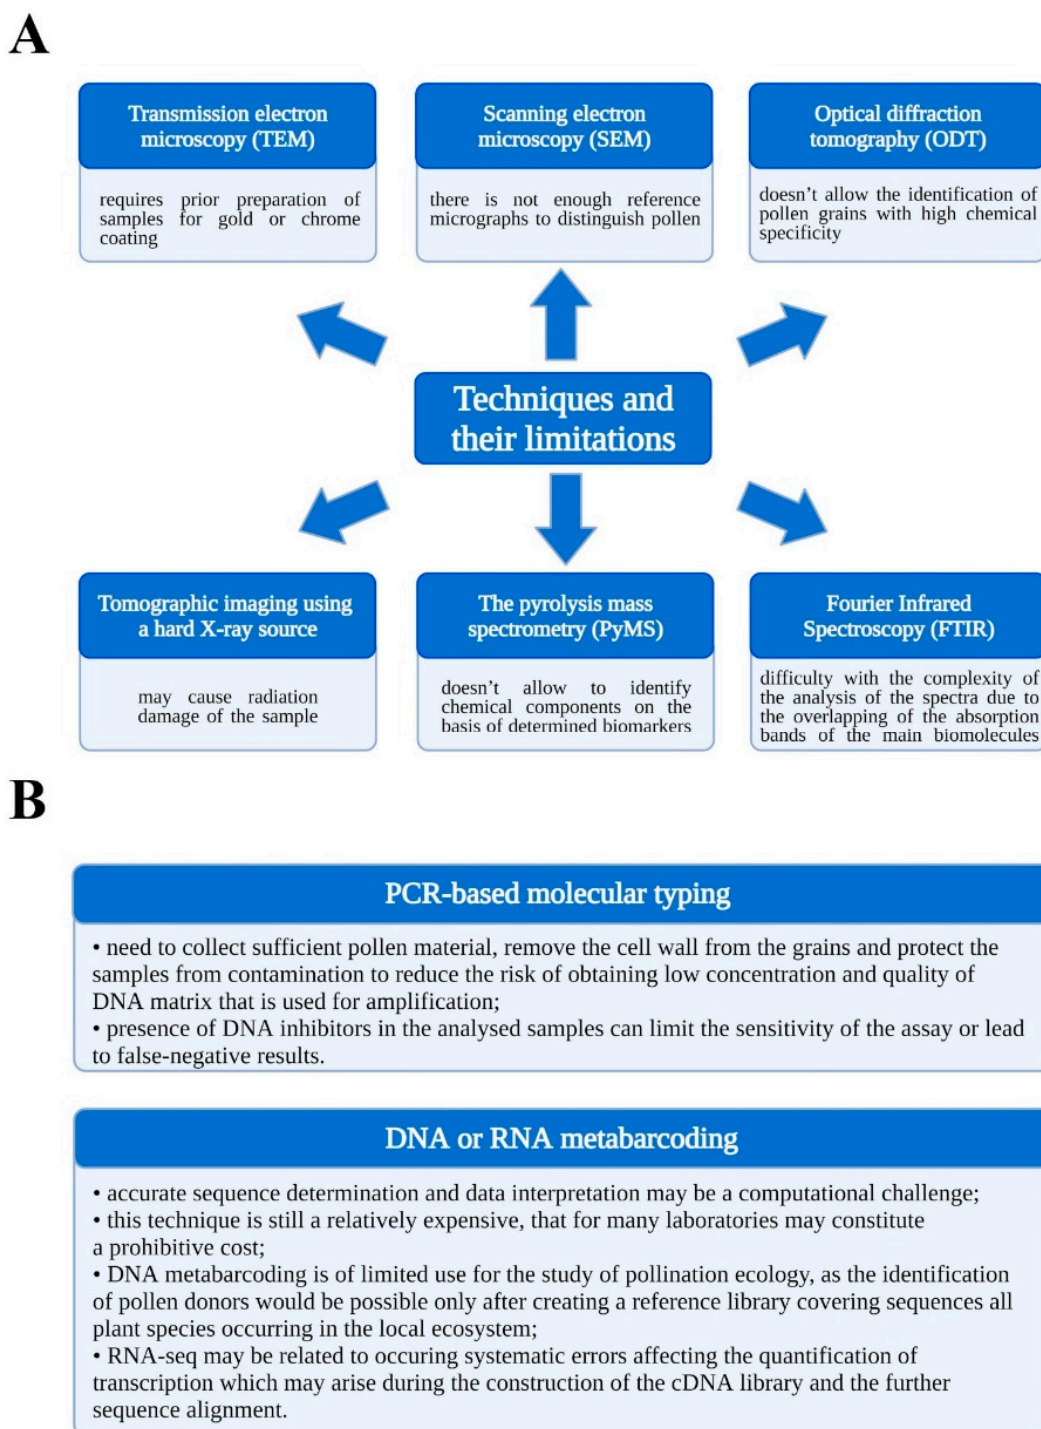 A
Transmission electron
microscopy (TEM)
requires prior preparation of
samples for gold or chrome
coating
Scanning electron
microscopy (SEM)
there is not enough reference
micrographs to distinguish pollen
Optical diffraction
tomography (ODT)
doesn’t allow the identification of
pollen grains with high chemical
specificity
Techniques and
their limitations
Tomographic imaging using
a hard X-ray source
may cause radiation
damage of the sample
The pyrolysis mass
spectrometry (PyMS)
doesn’t allow to identify
chemical components on the
basis of determined biomarkers
Fourier Infrared
Spectroscopy (FTIR)
difficulty with the complexity of
the analysis of the spectra due to
the overlapping of the absorption
bands of the main biomolecules
B
PCR-based molecular typing
• need to collect sufficient pollen material, remove the cell wall from the grains and protect the
samples from contamination to reduce the risk of obtaining low concentration and quality of
DNA matrix that is used for amplification;
• presence of DNA inhibitors in the analysed samples can limit the sensitivity of the assay or lead
to false-negative results.
DNA or RNA metabarcoding
• accurate sequence determination and data interpretation may be a computational challenge;
• this technique is still a relatively expensive, that for many laboratories may constitute
a prohibitive cost;
• DNA metabarcoding is of limited use for the study of pollination ecology, as the identification
of pollen donors would be possible only after creating a reference library covering sequences all
plant species occurring in the local ecosystem;
• RNA-seq may be related to occuring systematic errors affecting the quantification of
transcription which may arise during the construction of the cDNA library and the further
sequence alignment.